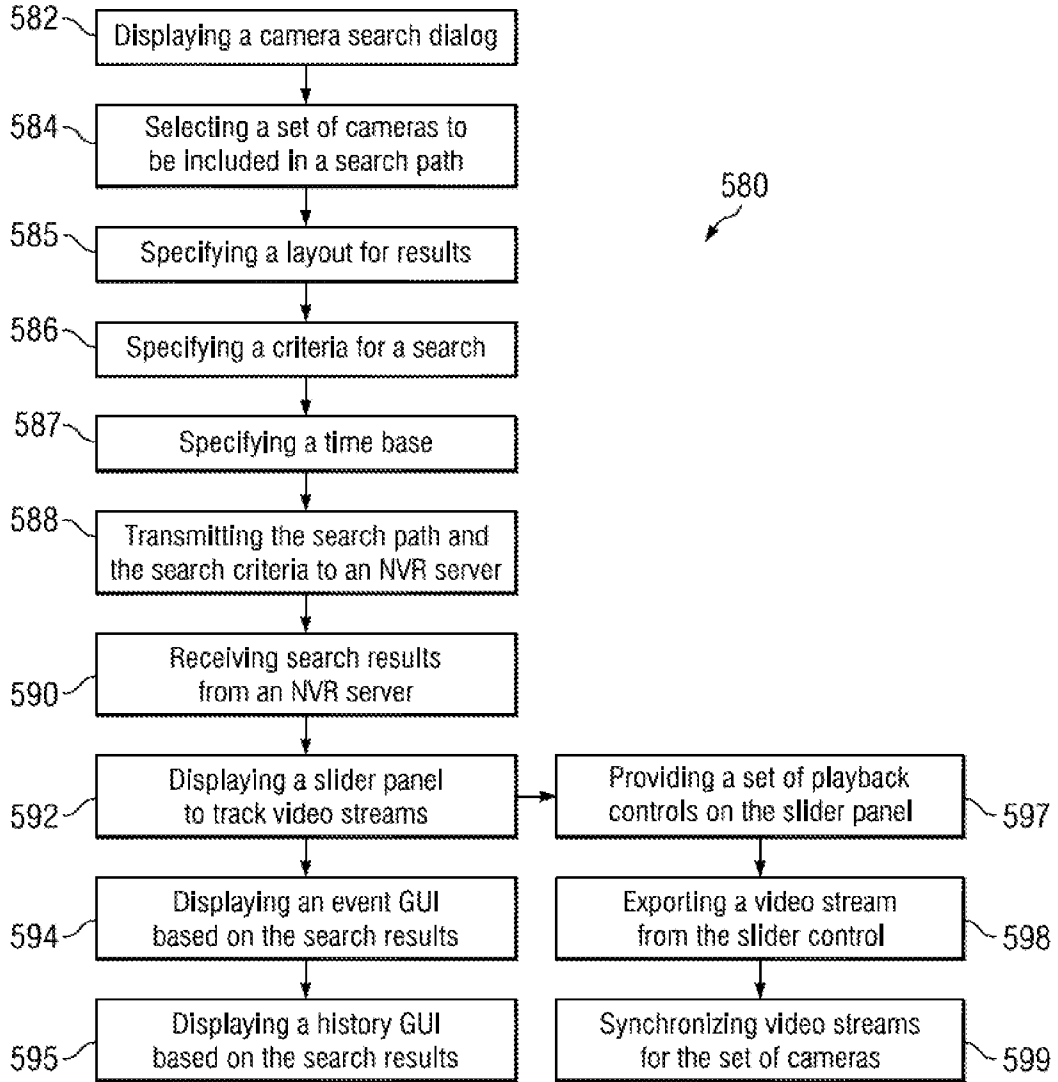 582
Displaying a camera search dialog
584
Selecting a set of cameras to
be included in a search path
580
585
Specifying a layout for results
586
Specifying a criteria for a search
587
Specifying a time base
588
Transmitting the search path and
the search criteria to an NVR server
590
Receiving search results
from an NVR server
592
Displaying a slider panel
to track video streams
Providing a set of playback
controls on the slider panel
597
594
Displaying an event GUI
based on the search results
Exporting a video stream
from the slider control
598
595
Displaying a history GUI
based on the search results
Synchronizing video streams
for the set of cameras
599